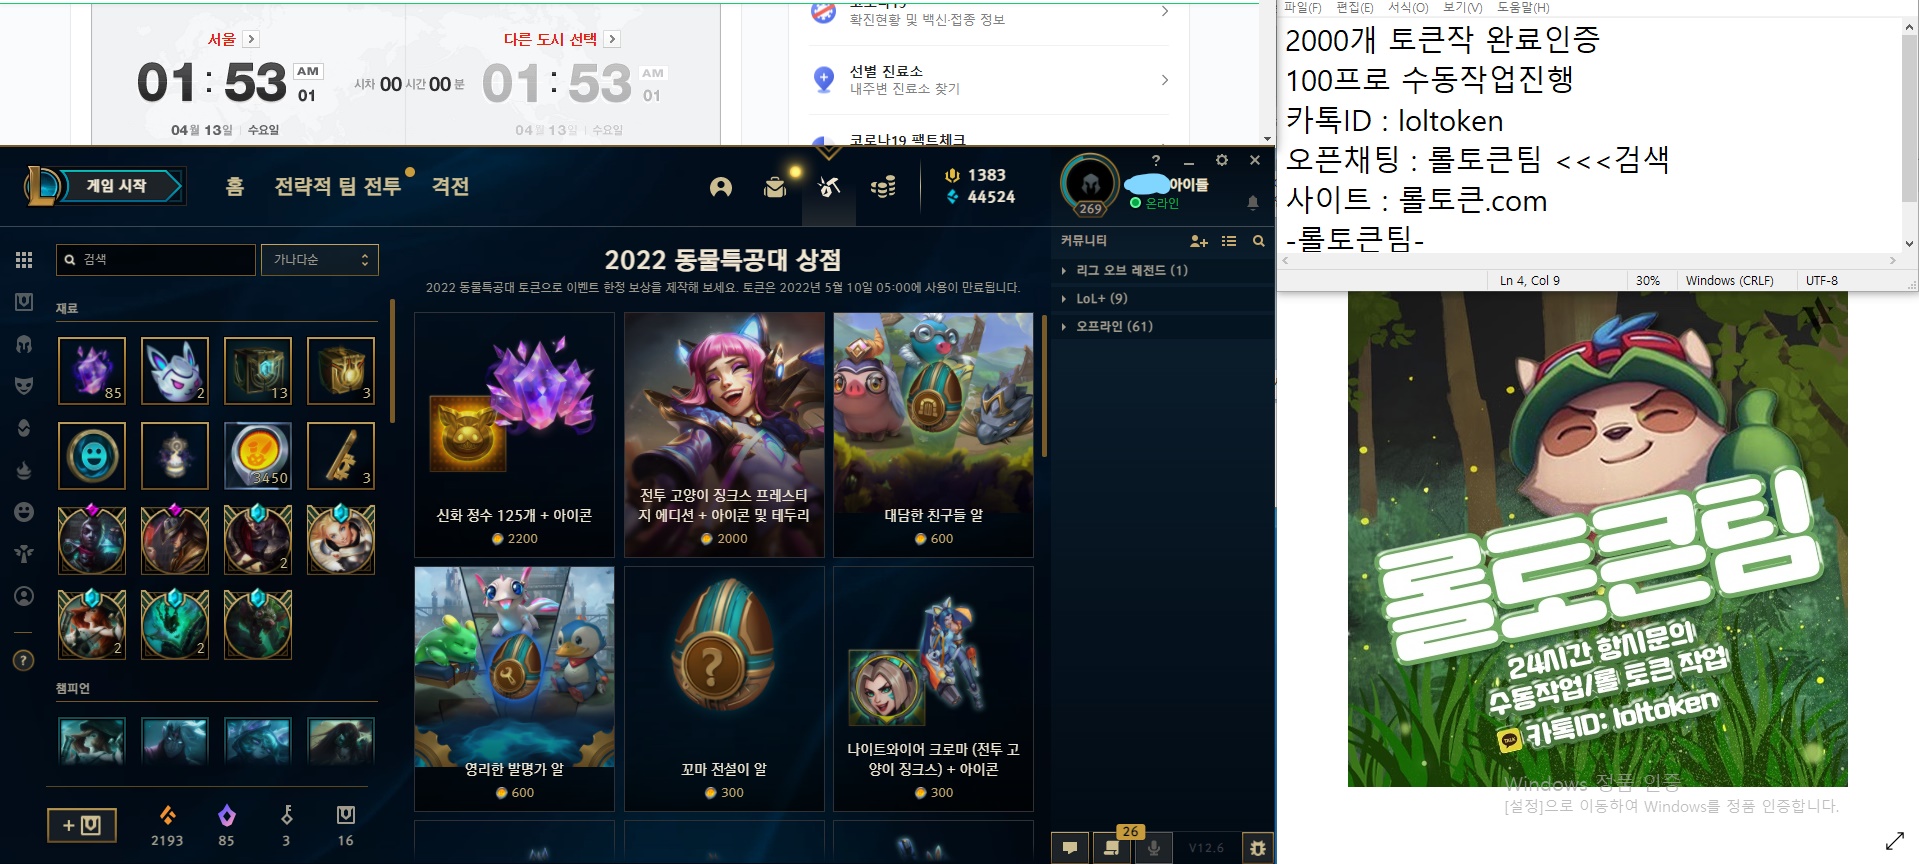 서울
01:53 AM
01
04월 13일 수요일
시차 00 시간 00 분
다른 도시 선택
01:53 AM
01
04월 13일 수요일
확진현황 및 백신·접종 정보
선별 진료소
내주변 진료소 찾기
코로나19 팩트체크
파일(F) 편집(E) 서식(O) 보기(V) 도움말(H)
2000개 토큰작 완료인증
100프로 수동작업진행
카톡ID : loltoken
오픈채팅 : 롤토큰팀 <<<검색
사이트 : 롤토큰.com
-롤토큰팀-
Ln 4, Col 9 30% Windows (CRLF) UTF-8
게임 시작
홈 전략적 팀 전투 격전
1383
44524
269
아이들
온라인
검색
가나다순
재료
85 2 13 3
3450 3
2
2 2
챔피언
2193 85 3 16
2022 동물특공대 상점
2022 동물특공대 토큰으로 이벤트 한정 보상을 제작해 보세요. 토큰은 2022년 5월 10일 05:00에 사용이 만료됩니다.
신화 정수 125개 + 아이콘
2200
전투 고양이 징크스 프레스티
지 에디션 + 아이콘 및 테두리
2000
대담한 친구들 알
600
영리한 발명가 알
600
꼬마 전설이 알
300
나이트와이어 크로마 (전투 고
양이 징크스) + 아이콘
300
커뮤니티
리그 오브 레전드 (1)
LoL+ (9)
오프라인 (61)
26
V12.6
롤토큰팀
24시간 항시문의
수동작업/롤 토큰 작업
TALK 카톡ID: loltoken
Windows 정품 인증
[설정]으로 이동하여 Windows를 정품 인증합니다.